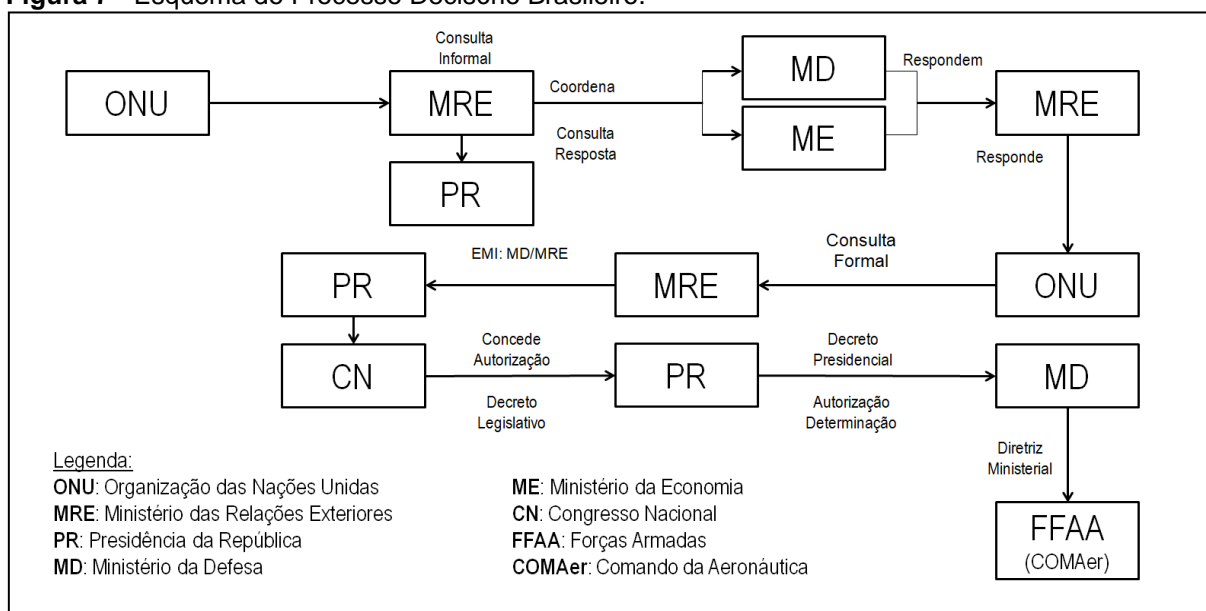 Figura 7 - Esquema do Processo Decisório Brasileiro.
Consulta
Informal
ONU
MRE
Coordena
Consulta
Resposta
PR
MD
ME
Respondem
MRE
Responde
ONU
Consulta
Formal
MRE
EMI: MD/MRE
PR
CN
Concede
Autorização
Decreto
Legislativo
PR
Decreto
Presidencial
Autorização
Determinação
MD
Diretriz
Ministerial
FFAA
(COMAer)
Legenda:
ONU: Organização das Nações Unidas
MRE: Ministério das Relações Exteriores
PR: Presidência da República
MD: Ministério da Defesa
ME: Ministério da Economia
CN: Congresso Nacional
FFAA: Forças Armadas
COMAer: Comando da Aeronáutica